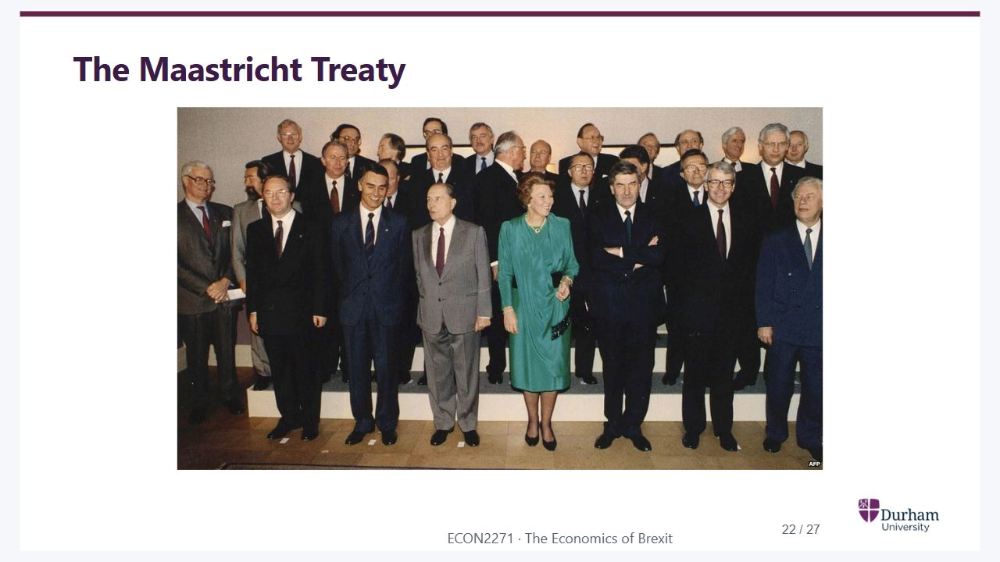 The Maastricht Treaty
AFP
Durham
University
22 / 27
ECON2271 · The Economics of Brexit